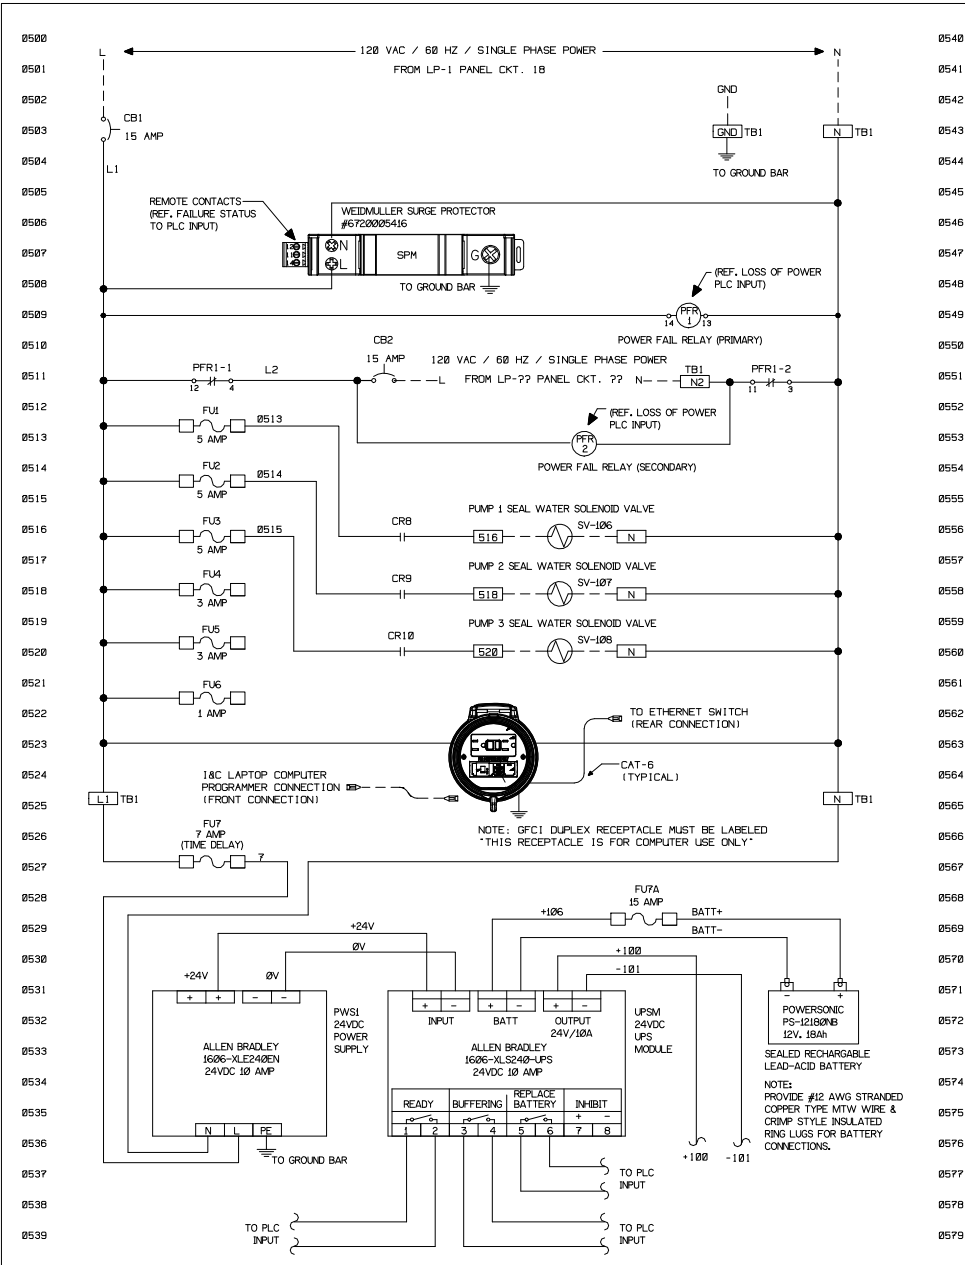 0500
0501
0502
0503
0504
0505
0506
0507
0508
0509
0510
0511
0512
0513
0514
0515
0516
0517
0518
0519
0520
0521
0522
0523
0524
0525
0526
0527
0528
0529
0530
0531
0532
0533
0534
0535
0536
0537
0538
0539
L
120 VAC / 60 HZ / SINGLE PHASE POWER
N
FROM LP-1 PANEL CKT. 18
CB1
15 AMP
L1
GND
GND TB1
TO GROUND BAR
N TB1
REMOTE CONTACTS
(REF. FAILURE STATUS
TO PLC INPUT)
WEIDMULLER SURGE PROTECTOR
#6720005416
12
11
14
N
L
SPM
G
TO GROUND BAR
(REF. LOSS OF POWER
PLC INPUT)
PFR
1
14
13
POWER FAIL RELAY (PRIMARY)
PFR1-1
12
4
L2
CB2
15 AMP
120 VAC / 60 HZ / SINGLE PHASE POWER
L
FROM LP-?? PANEL CKT. ??
N
TB1
N2
PFR1-2
11
3
(REF. LOSS OF POWER
PLC INPUT)
PFR
2
POWER FAIL RELAY (SECONDARY)
FU1
0513
5 AMP
FU2
0514
5 AMP
FU3
0515
5 AMP
FU4
3 AMP
FU5
3 AMP
FU6
1 AMP
PUMP 1 SEAL WATER SOLENOID VALVE
CR8
516
SV-106
N
PUMP 2 SEAL WATER SOLENOID VALVE
CR9
518
SV-107
N
PUMP 3 SEAL WATER SOLENOID VALVE
CR10
520
SV-108
N
TO ETHERNET SWITCH
(REAR CONNECTION)
CAT-6
(TYPICAL)
I&C LAPTOP COMPUTER
PROGRAMMER CONNECTION
(FRONT CONNECTION)
L1 TB1
N TB1
NOTE: GFCI DUPLEX RECEPTACLE MUST BE LABELED
"THIS RECEPTACLE IS FOR COMPUTER USE ONLY"
FU7
7 AMP
(TIME DELAY)
7
FU7A
15 AMP
+106
BATT+
BATT-
+24V
0V
+100
-101
+24V
0V
+ + - -
PWS1
24VDC
POWER
SUPPLY
ALLEN BRADLEY
1606-XLE240EN
24VDC 10 AMP
N L PE
TO GROUND BAR
+ - + - + -
INPUT
BATT
OUTPUT
24V/10A
UPSM
24VDC
UPS
MODULE
ALLEN BRADLEY
1606-XLS240-UPS
24VDC 10 AMP
READY
BUFFERING
REPLACE
BATTERY
INHIBIT
+ -
1 2 3 4 5 6 7 8
- +
POWERSONIC
PS-12180NB
12V, 18Ah
SEALED RECHARGABLE
LEAD-ACID BATTERY
NOTE:
PROVIDE #12 AWG STRANDED
COPPER TYPE MTW WIRE &
CRIMP STYLE INSULATED
RING LUGS FOR BATTERY
CONNECTIONS.
+100
-101
TO PLC
INPUT
TO PLC
INPUT
TO PLC
INPUT
0540
0541
0542
0543
0544
0545
0546
0547
0548
0549
0550
0551
0552
0553
0554
0555
0556
0557
0558
0559
0560
0561
0562
0563
0564
0565
0566
0567
0568
0569
0570
0571
0572
0573
0574
0575
0576
0577
0578
0579